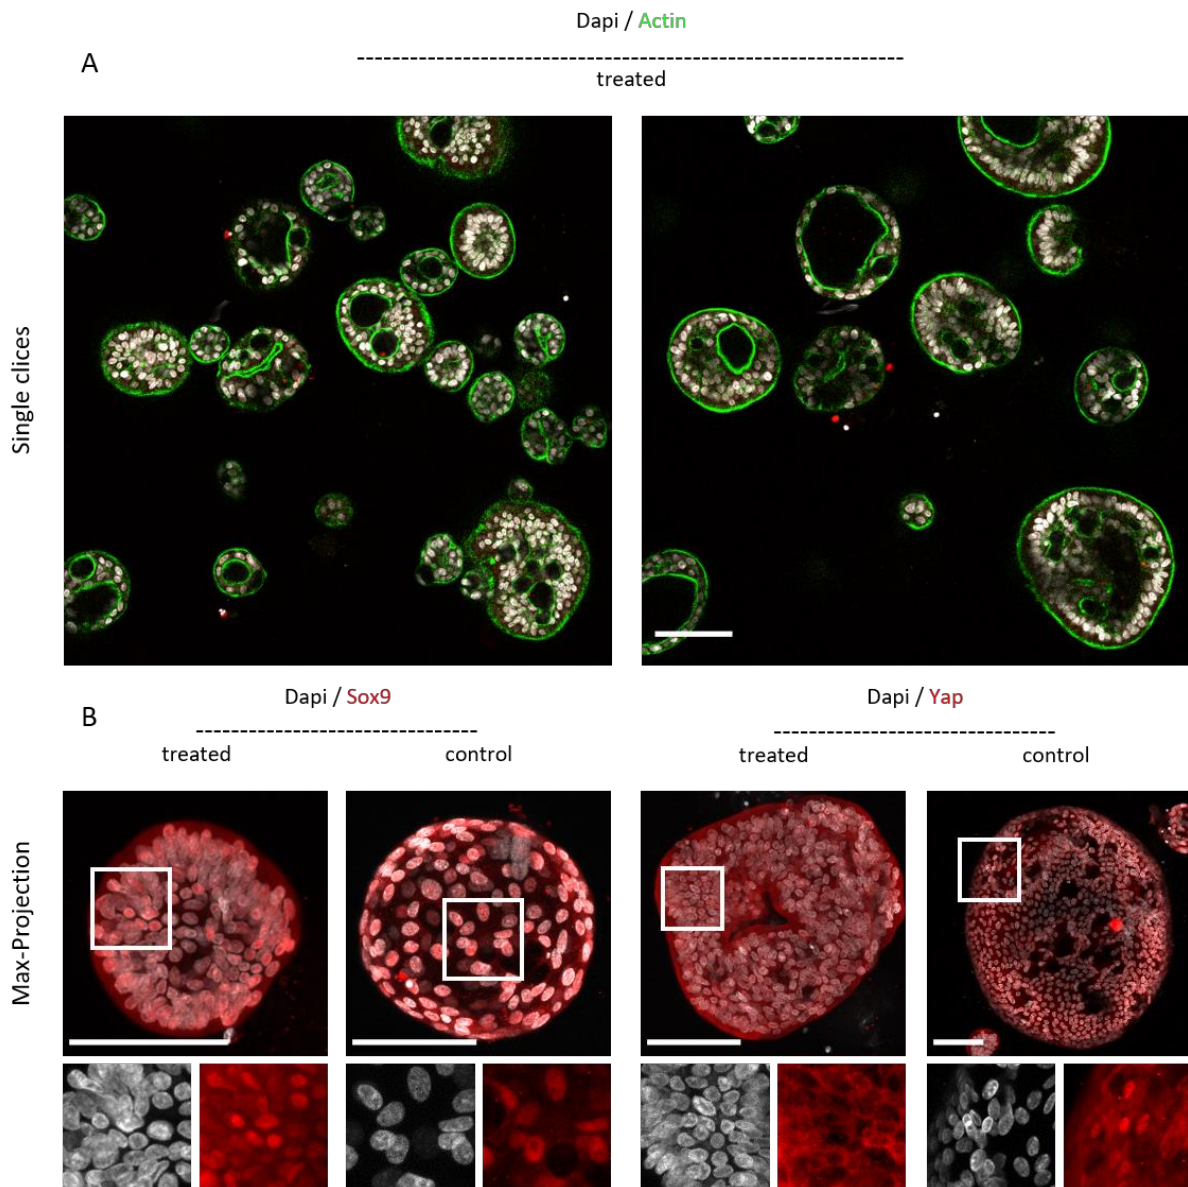 Dapi / Actin
A
------------------------------------------------------------
treated
Single clices
Dapi / Sox9
Dapi / Yap
B
--------------------------------
--------------------------------
treated
control
treated
control
Max-Projection